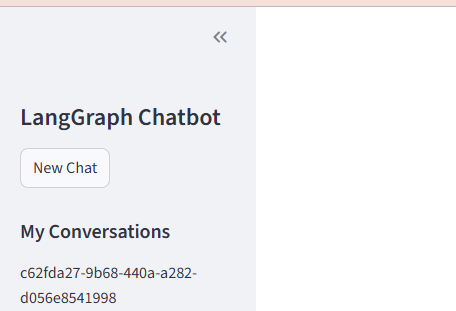 LangGraph Chatbot
New Chat
My Conversations
c62fda27-9b68-440a-a282-
d056e8541998